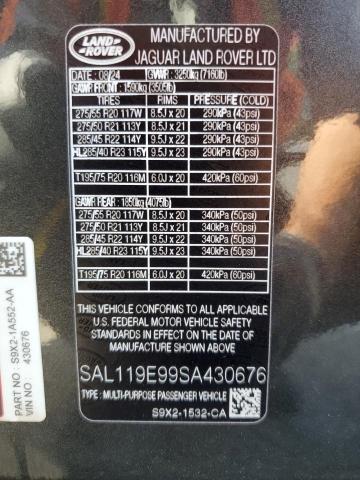 LAND
ROVER
MANUFACTURED BY
JAGUAR LAND ROVER LTD
DATE : 08/24 GVWR: 3250kg (7160lb)
GAWR FRONT: 1590kg (3505lb)
TIRES RIMS PRESSURE (COLD)
275/55 R20 117W 8.5J x 20 290kPa (43psi)
275/50 R21 113Y 8.5J x 21 290kPa (43psi)
285/45 R22 114Y 9.5J x 22 290kPa (43psi)
HL285/40 R23 115Y 9.5J x 23 290kPa (43psi)
T195/75 R20 116M 6.0J x 20 420kPa (60psi)
GAWR REAR: 1850kg (4075lb)
275/55 R20 117W 8.5J x 20 340kPa (50psi)
275/50 R21 113Y 8.5J x 21 340kPa (50psi)
285/45 R22 114Y 9.5J x 22 340kPa (50psi)
HL285/40 R23 115Y 9.5J x 23 340kPa (50psi)
T195/75 R20 116M 6.0J x 20 420kPa (60psi)
THIS VEHICLE CONFORMS TO ALL APPLICABLE
U.S. FEDERAL MOTOR VEHICLE SAFETY
STANDARDS IN EFFECT ON THE DATE OF
MANUFACTURE SHOWN ABOVE
SAL119E99SA430676
TYPE: MULTI-PURPOSE PASSENGER VEHICLE
S9X2-1532-CA
PART NO : S9X2-1A552-AA
VIN NO : 430676